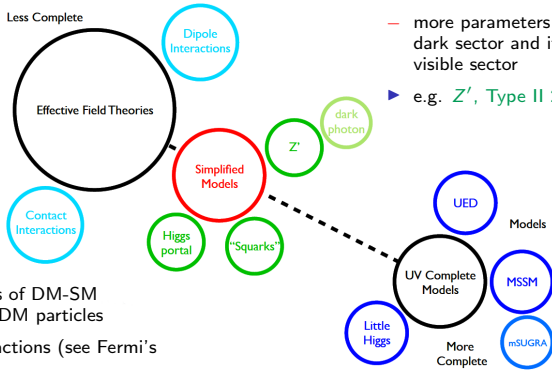 Less Complete
Dipole
Interactions
Effective Field Theories
Contact
Interactions
Simplified
Models
Z'
dark
photon
Higgs
portal
"Squarks"
– more parameters
dark sector and i
visible sector
▶ e.g. Z′, Type II
UED
Models
UV Complete
Models
MSSM
mSUGRA
Little
Higgs
More
Complete
s of DM-SM
DM particles
actions (see Fermi's